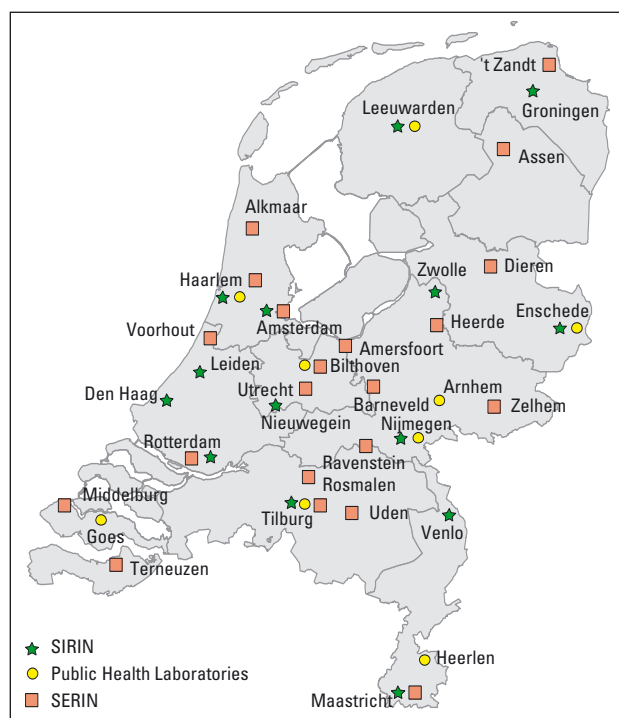 't Zandt
Groningen
Leeuwarden
Assen
Alkmaar
Dieren
Zwolle
Haarlem
Enschede
Heerde
Voorhout
Amsterdam
Amersfoort
Bilthoven
Leiden
Arnhem
Utrecht
Den Haag
Barneveld
Zelhem
Nieuwegein
Nijmegen
Rotterdam
Ravenstein
Rosmalen
Middelburg
Tilburg
Uden
Venlo
Goes
Terneuzen
SIRIN
Public Health Laboratories
Heerlen
SERIN
Maastricht